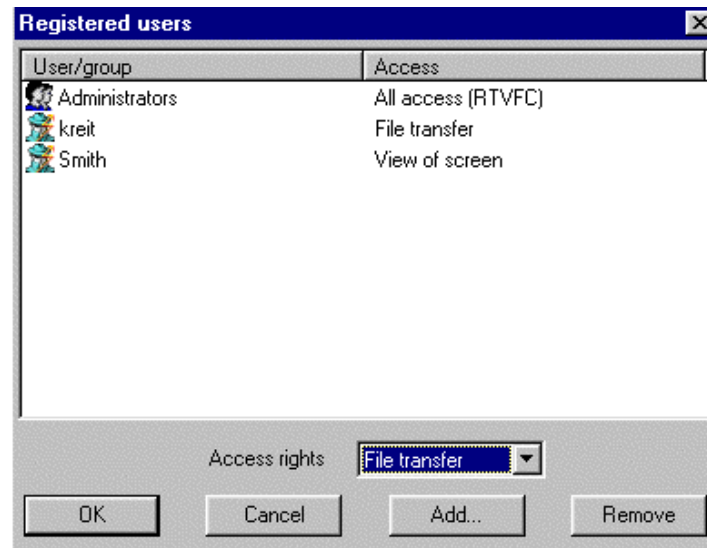 Registered users
User/group Access
Administrators All access (RTVFC)
kreit File transfer
Smith View of screen
Access rights File transfer
OK Cancel Add... Remove